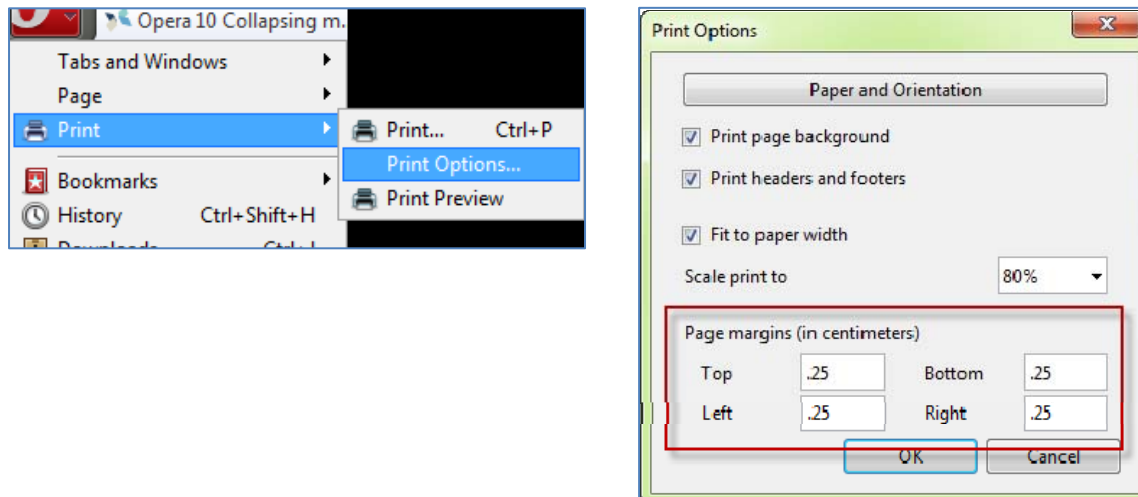 Opera 10 Collapsing m.
Tabs and Windows
Page
Print
Bookmarks
History Ctrl+Shift+H
Downloads Ctrl+J
Print... Ctrl+P
Print Options...
Print Preview
Print Options
Paper and Orientation
Print page background
Print headers and footers
Fit to paper width
Scale print to 80%
Page margins (in centimeters)
Top .25 Bottom .25
Left .25 Right .25
OK Cancel